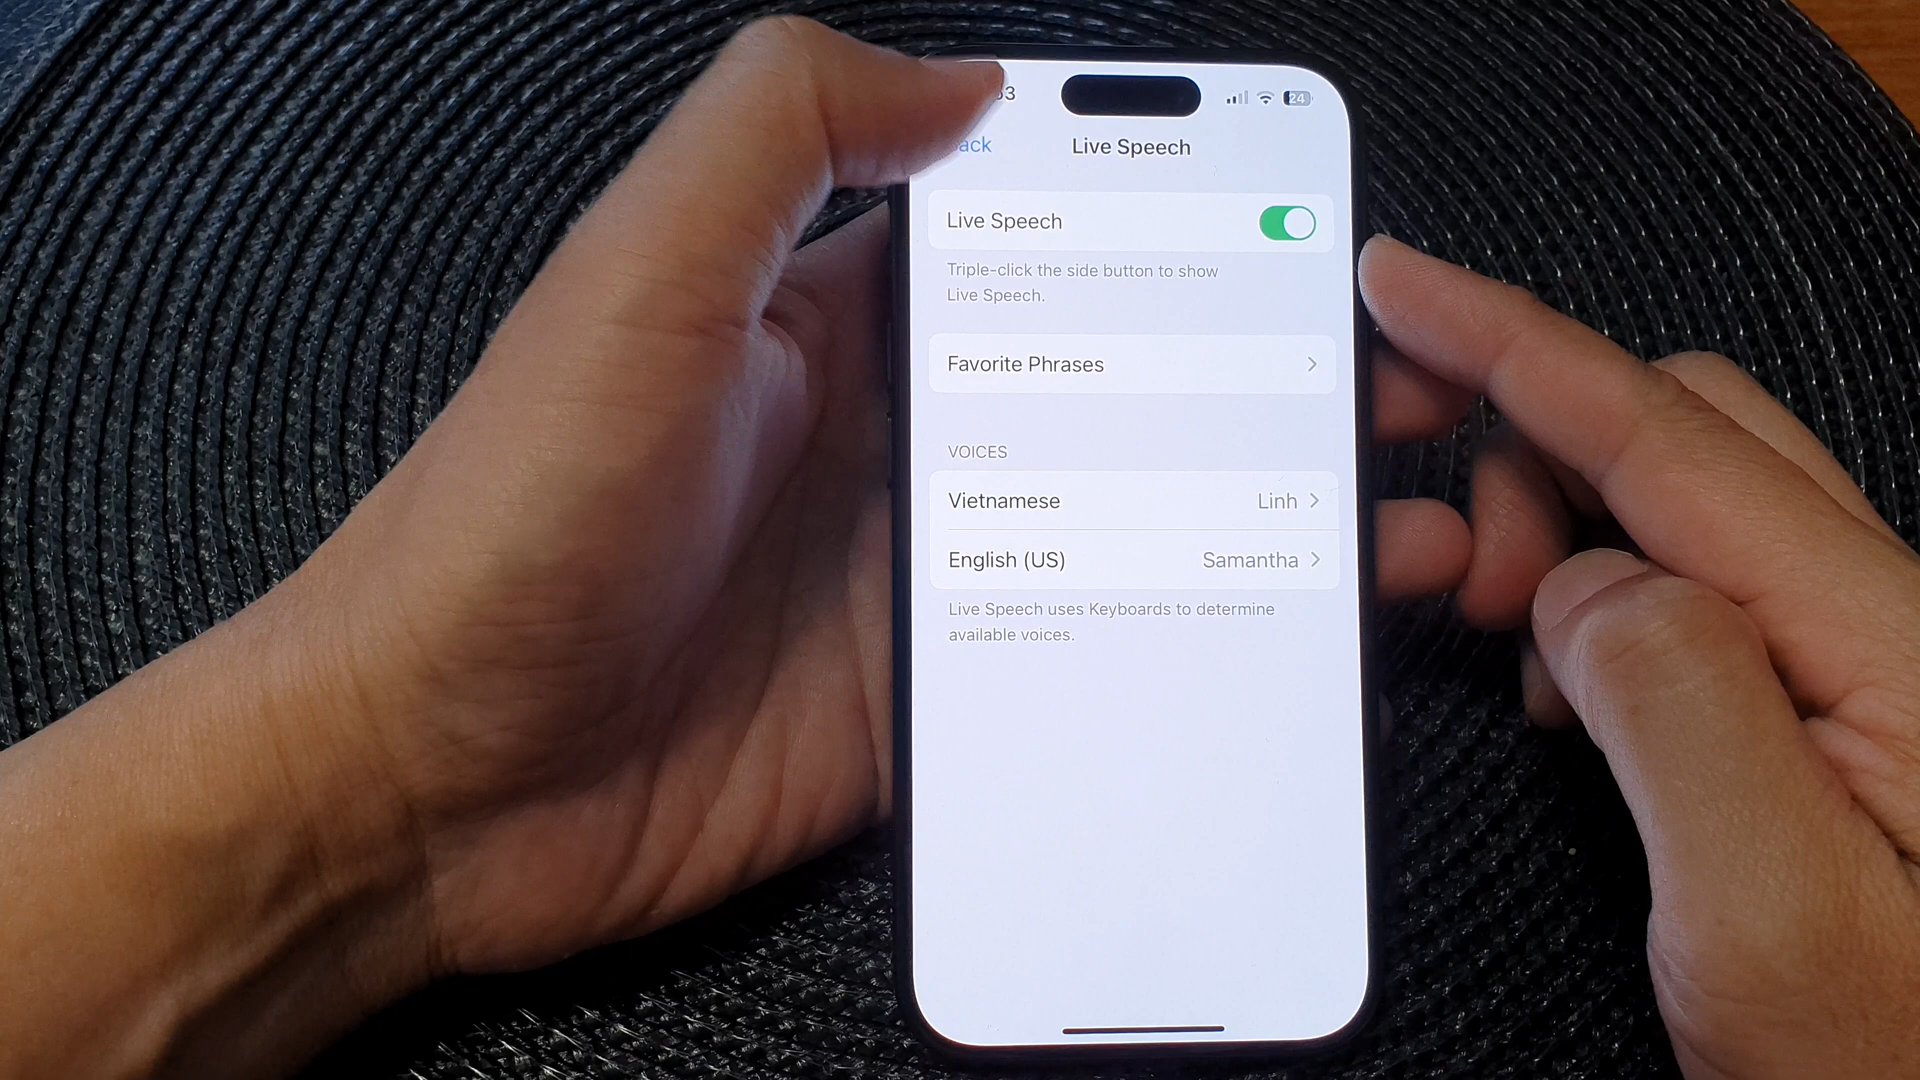 Live Speech
24
Live Speech
Triple-click the side button to show
Live Speech.
Favorite Phrases
VOICES
Vietnamese Linh
English (US) Samantha
Live Speech uses Keyboards to determine
available voices.